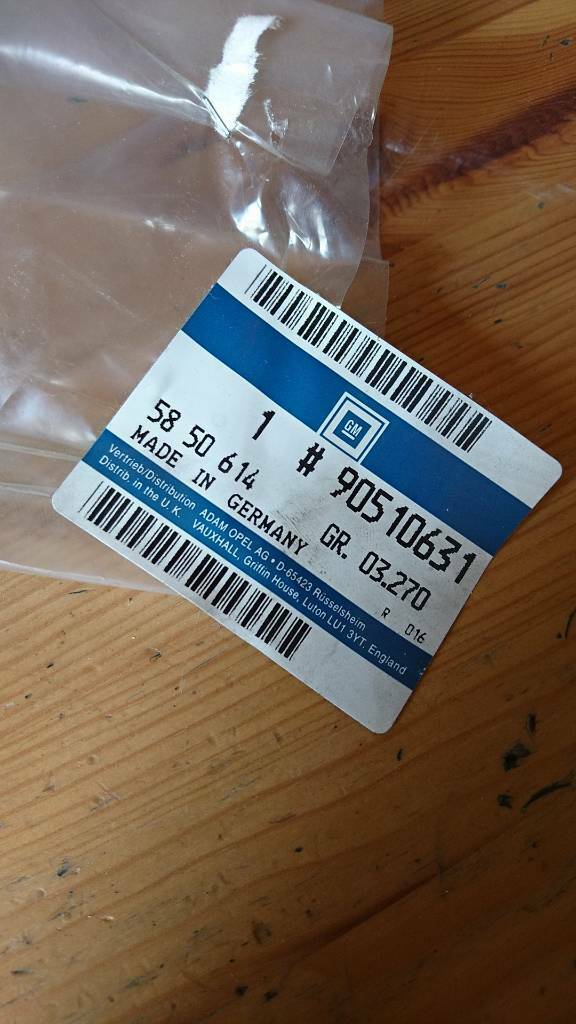 GM
1 # 90510631
58 50 614 GR. 03.270
MADE IN GERMANY R 016
Vertrieb/Distribution ADAM OPEL AG • D-65423 Rüsselsheim
Distrib. in the U.K. VAUXHALL, Griffin House, Luton LU1 3YT, England